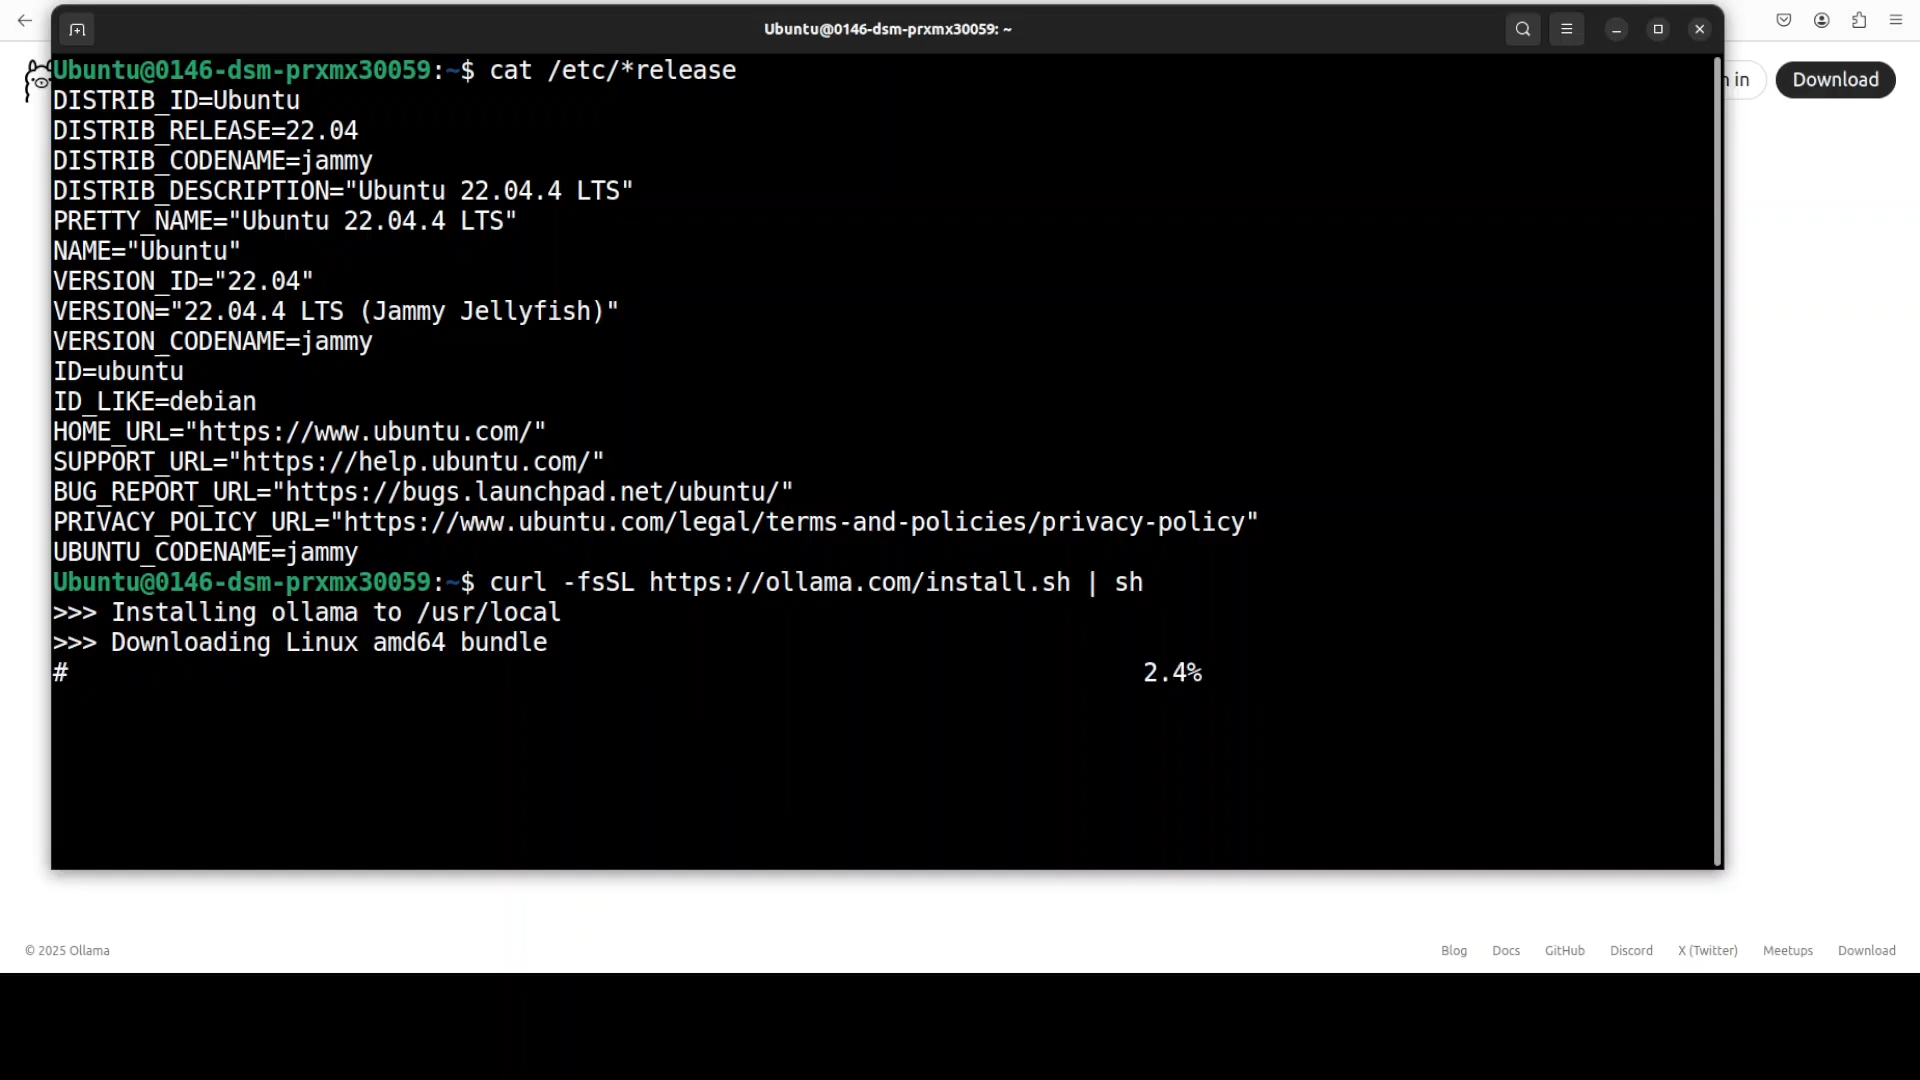 Ubuntu@0146-dsm-prxmx30059: ~
Ubuntu@0146-dsm-prxmx30059:~$ cat /etc/*release
DISTRIB_ID=Ubuntu
DISTRIB_RELEASE=22.04
DISTRIB_CODENAME=jammy
DISTRIB_DESCRIPTION="Ubuntu 22.04.4 LTS"
PRETTY_NAME="Ubuntu 22.04.4 LTS"
NAME="Ubuntu"
VERSION_ID="22.04"
VERSION="22.04.4 LTS (Jammy Jellyfish)"
VERSION_CODENAME=jammy
ID=ubuntu
ID_LIKE=debian
HOME_URL="https://www.ubuntu.com/"
SUPPORT_URL="https://help.ubuntu.com/"
BUG_REPORT_URL="https://bugs.launchpad.net/ubuntu/"
PRIVACY_POLICY_URL="https://www.ubuntu.com/legal/terms-and-policies/privacy-policy"
UBUNTU_CODENAME=jammy
Ubuntu@0146-dsm-prxmx30059:~$ curl -fsSL https://ollama.com/install.sh | sh
>>> Installing ollama to /usr/local
>>> Downloading Linux amd64 bundle
# 2.4%
in
Download
© 2025 Ollama
Blog Docs GitHub Discord X (Twitter) Meetups Download